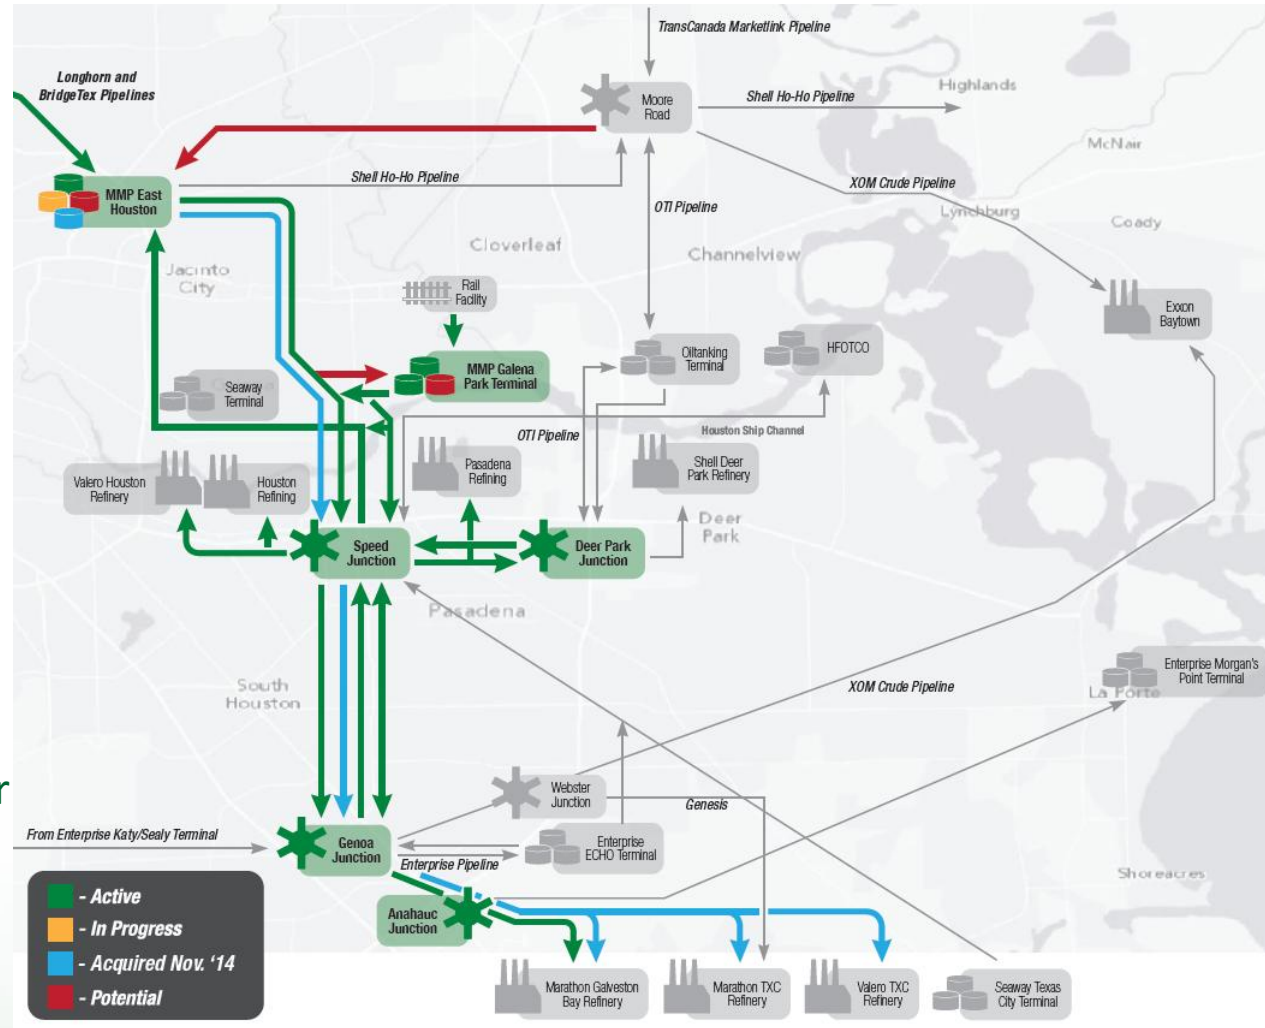 TransCanada Marketlink Pipeline
Longhorn and
BridgeTex Pipelines
Highlands
Moore
Road
Shell Ho-Ho Pipeline
McNair
Shell Ho-Ho Pipeline
XOM Crude Pipeline
MMP East
Houston
OTI Pipeline
Lynchburg
Coady
Cloverleaf
Channelview
Jacinto
City
Rail
Facility
Exxon
Baytown
Oiltanking
Terminal
HFOTCO
MMP Galena
Park Terminal
Seaway
Terminal
OTI Pipeline
Houston Ship Channel
Valero Houston
Refinery
Houston
Refining
Pasadena
Refining
Shell Deer
Park Refinery
Deer
Park
Speed
Junction
Deer Park
Junction
Pasadena
South
Houston
XOM Crude Pipeline
Enterprise Morgan's
Point Terminal
La Porte
r
Webster
Junction
Genesis
From Enterprise Katy/Sealy Terminal
Genoa
Junction
Enterprise
ECHO Terminal
Enterprise Pipeline
Shoreacres
Anahauc
Junction
- Active
- In Progress
- Acquired Nov. ‘14
- Potential
Marathon Galveston
Bay Refinery
Marathon TXC
Refinery
Valero TXC
Refinery
Seaway Texas
City Terminal